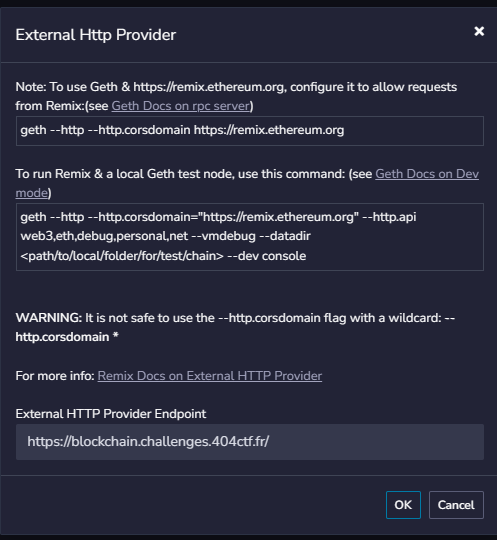 External Http Provider
Note: To use Geth & https://remix.ethereum.org, configure it to allow requests
from Remix:(see Geth Docs on rpc server)
geth --http --http.corsdomain https://remix.ethereum.org
To run Remix & a local Geth test node, use this command: (see Geth Docs on Dev
mode)
geth --http --http.corsdomain="https://remix.ethereum.org" --http.api
web3,eth,debug,personal,net --vmdebug --datadir
<path/to/local/folder/for/test/chain> --dev console
WARNING: It is not safe to use the --http.corsdomain flag with a wildcard: --
http.corsdomain *
For more info: Remix Docs on External HTTP Provider
External HTTP Provider Endpoint
https://blockchain.challenges.404ctf.fr/
OK Cancel